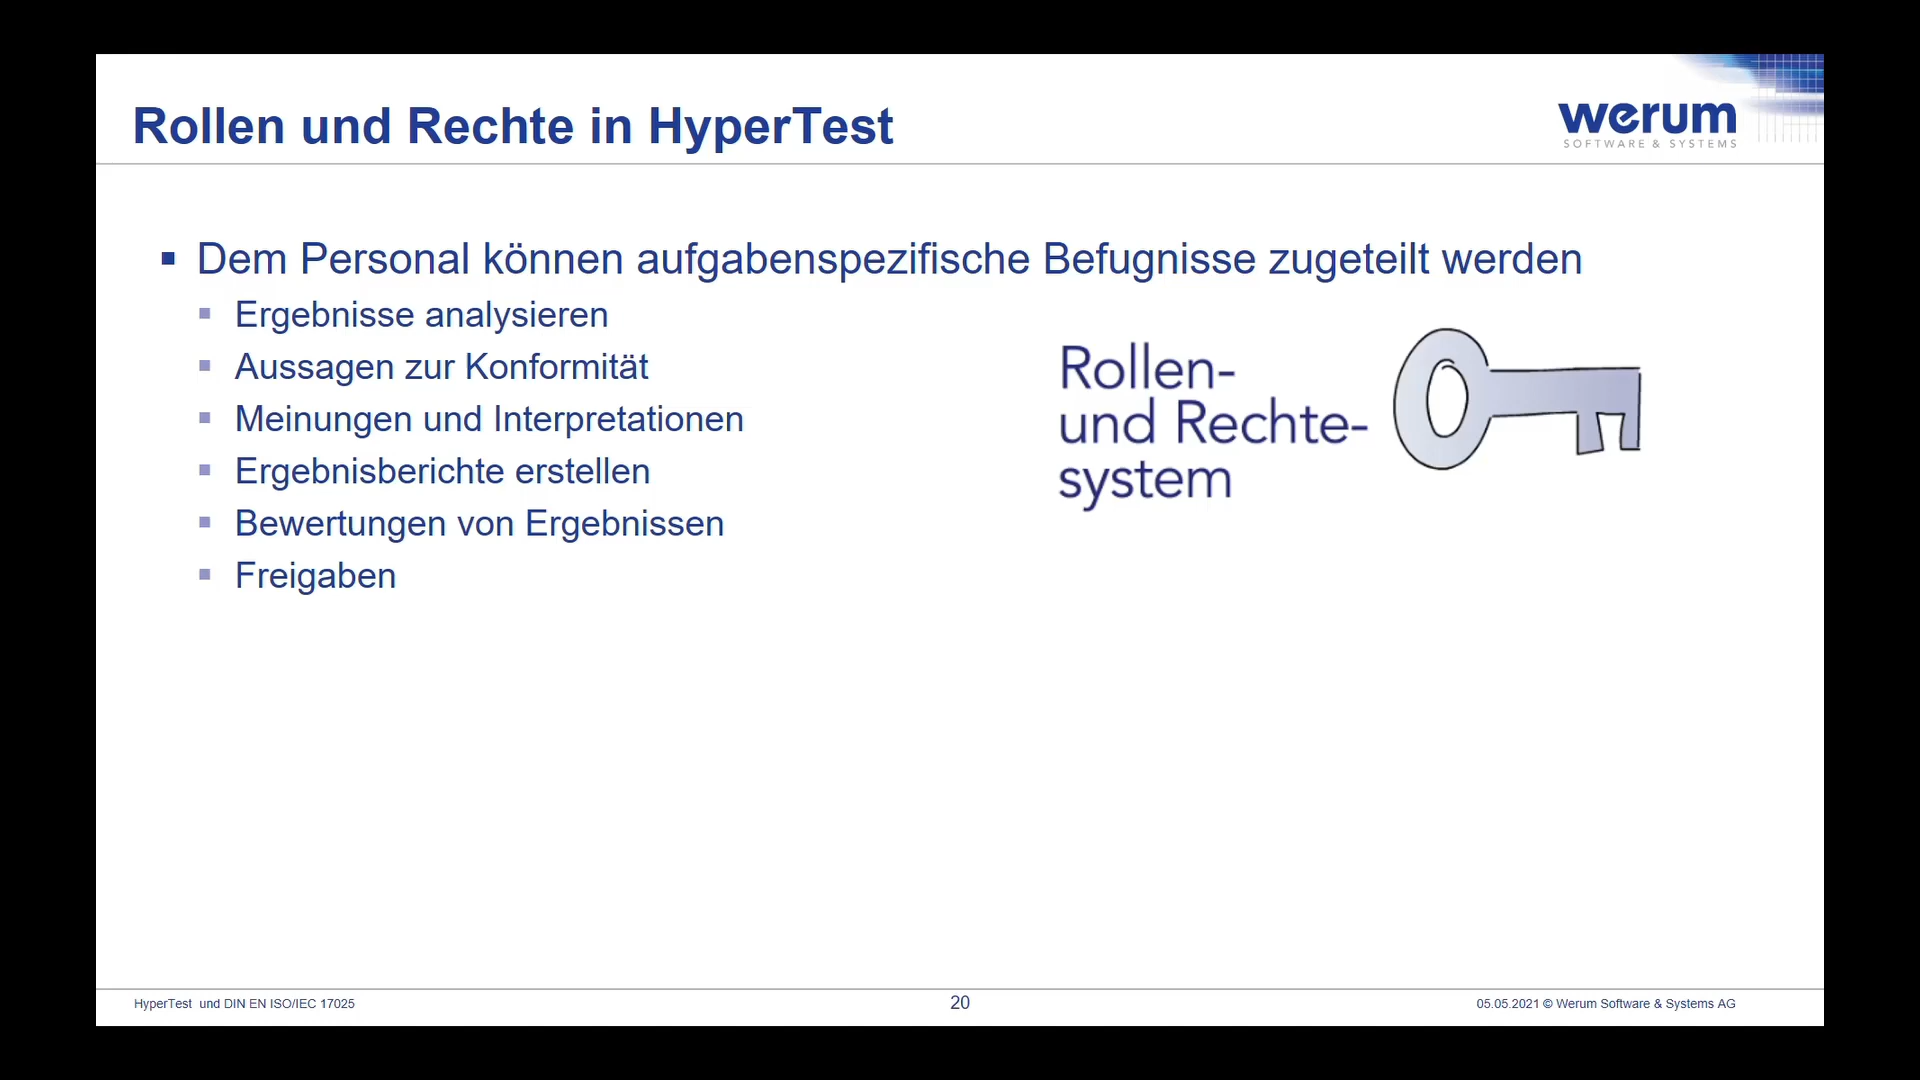 Rollen und Rechte in HyperTest
werum
SOFTWARE & SYSTEMS
Dem Personal können aufgabenspezifische Befugnisse zugeteilt werden
Ergebnisse analysieren
Aussagen zur Konformität
Meinungen und Interpretationen
Ergebnisberichte erstellen
Bewertungen von Ergebnissen
Freigaben
Rollen-
und Rechte-
system
HyperTest und DIN EN ISO/IEC 17025
20
05.05.2021 © Werum Software & Systems AG